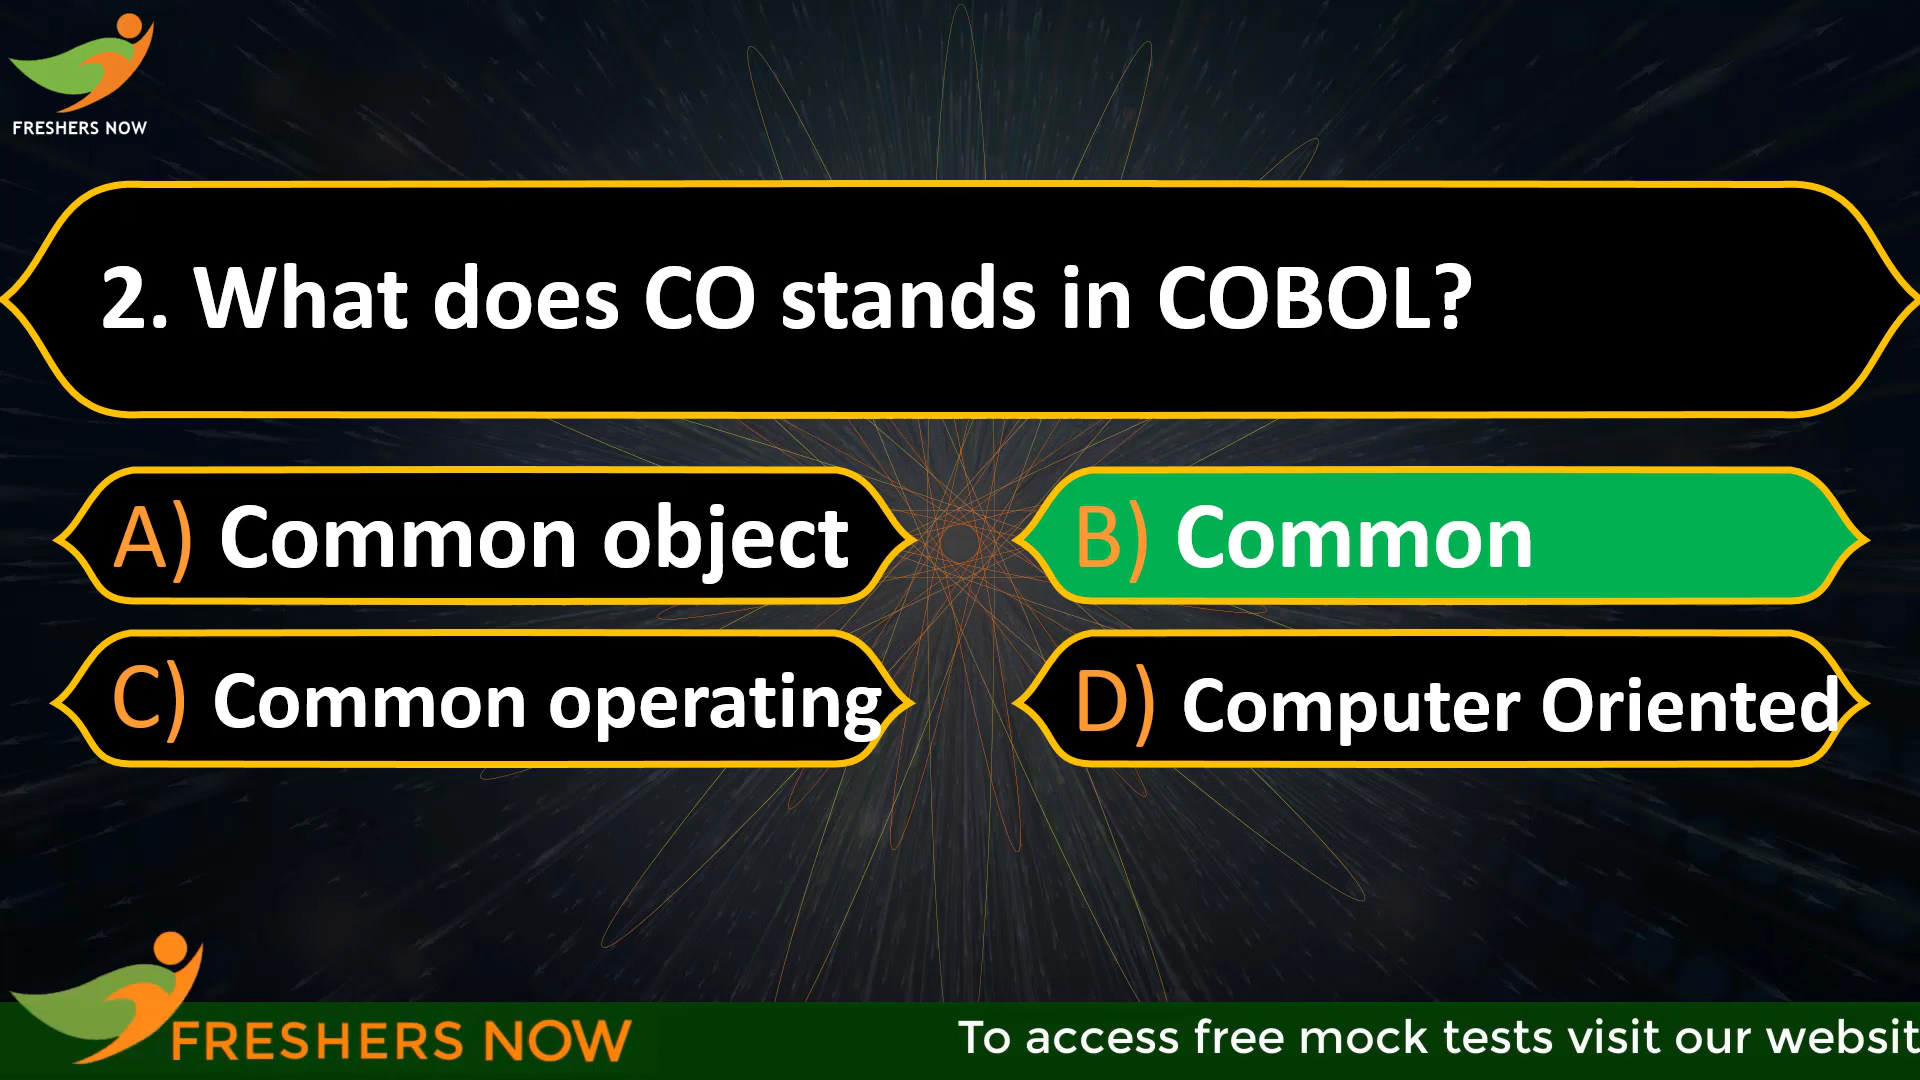 FRESHERS NOW
2. What does CO stands in COBOL?
A) Common object
B) Common
C) Common operating
D) Computer Oriented
FRESHERS NOW
To access free mock tests visit our websit